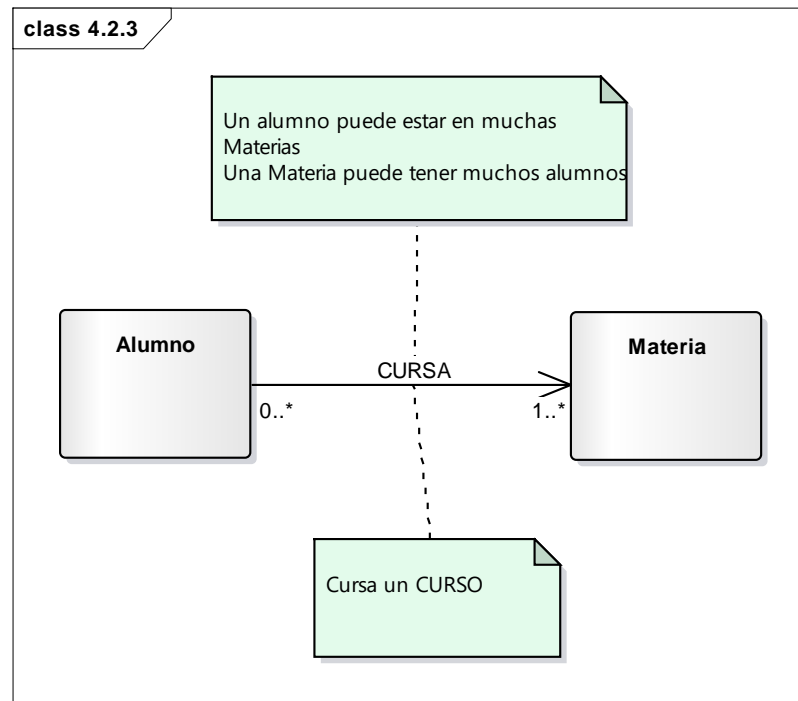 class 4.2.3
Un alumno puede estar en muchas
Materias
Una Materia puede tener muchos alumnos
Alumno
Materia
CURSA
0..*
1..*
Cursa un CURSO